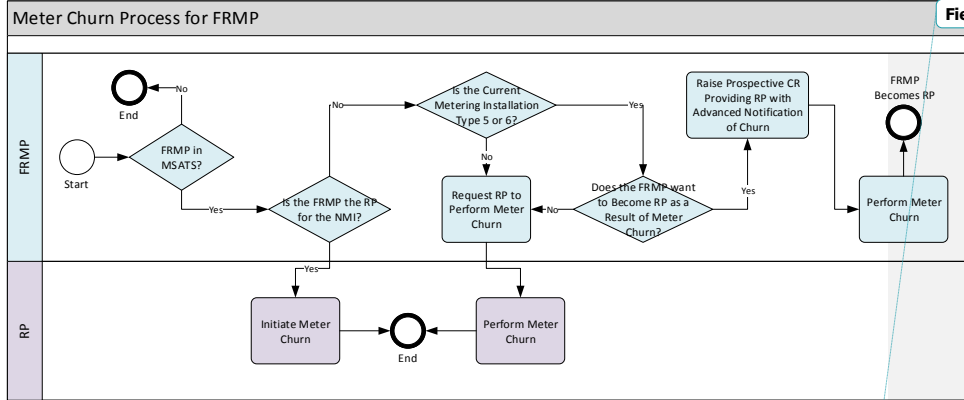 Meter Churn Process for FRMP
Fie
FRMP
Start
FRMP in
MSATS?
No
End
Yes
Is the FRMP the RP
for the NMI?
No
Is the Current
Metering Installation
Type 5 or 6?
No
Yes
Request RP to
Perform Meter
Churn
Does the FRMP want
to Become RP as a
Result of Meter
Churn?
No
Yes
Raise Prospective CR
Providing RP with
Advanced Notification
of Churn
FRMP
Becomes RP
Perform Meter
Churn
RP
Yes
Initiate Meter
Churn
End
Perform Meter
Churn